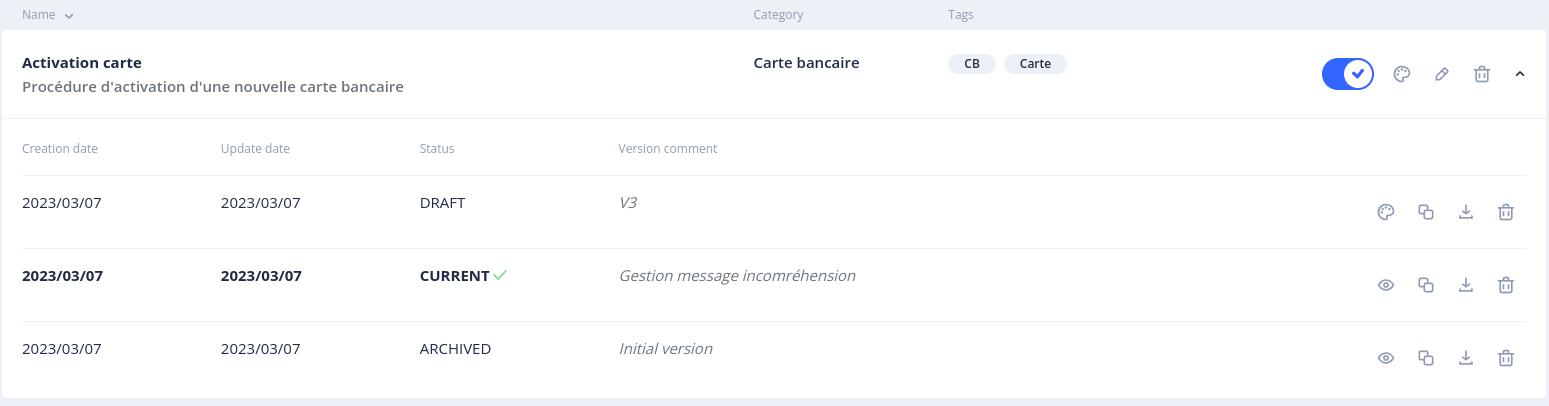 Name Category Tags
Activation carte Carte bancaire CB Carte
Procédure d'activation d'une nouvelle carte bancaire
Creation date Update date Status Version comment
2023/03/07 2023/03/07 DRAFT V3
2023/03/07 2023/03/07 CURRENT Gestion message incomréhension
2023/03/07 2023/03/07 ARCHIVED Initial version